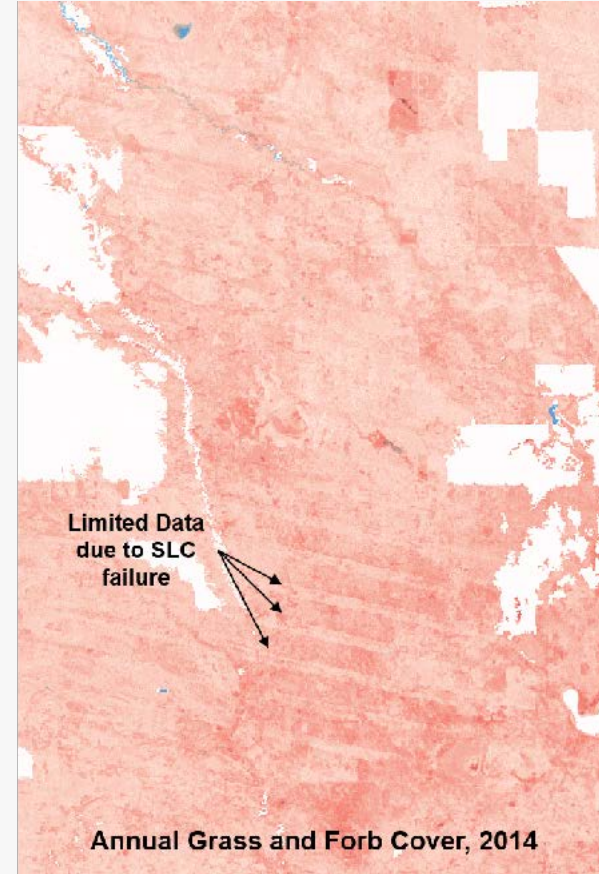 Limited Data
due to SLC
failure
Annual Grass and Forb Cover, 2014